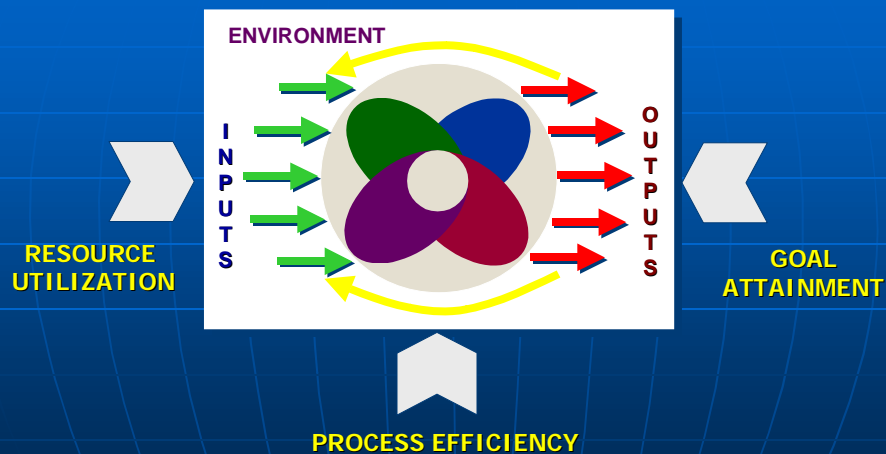 ENVIRONMENT
INPUTS
OUTPUTS
RESOURCE
UTILIZATION
GOAL
ATTAINMENT
PROCESS EFFICIENCY